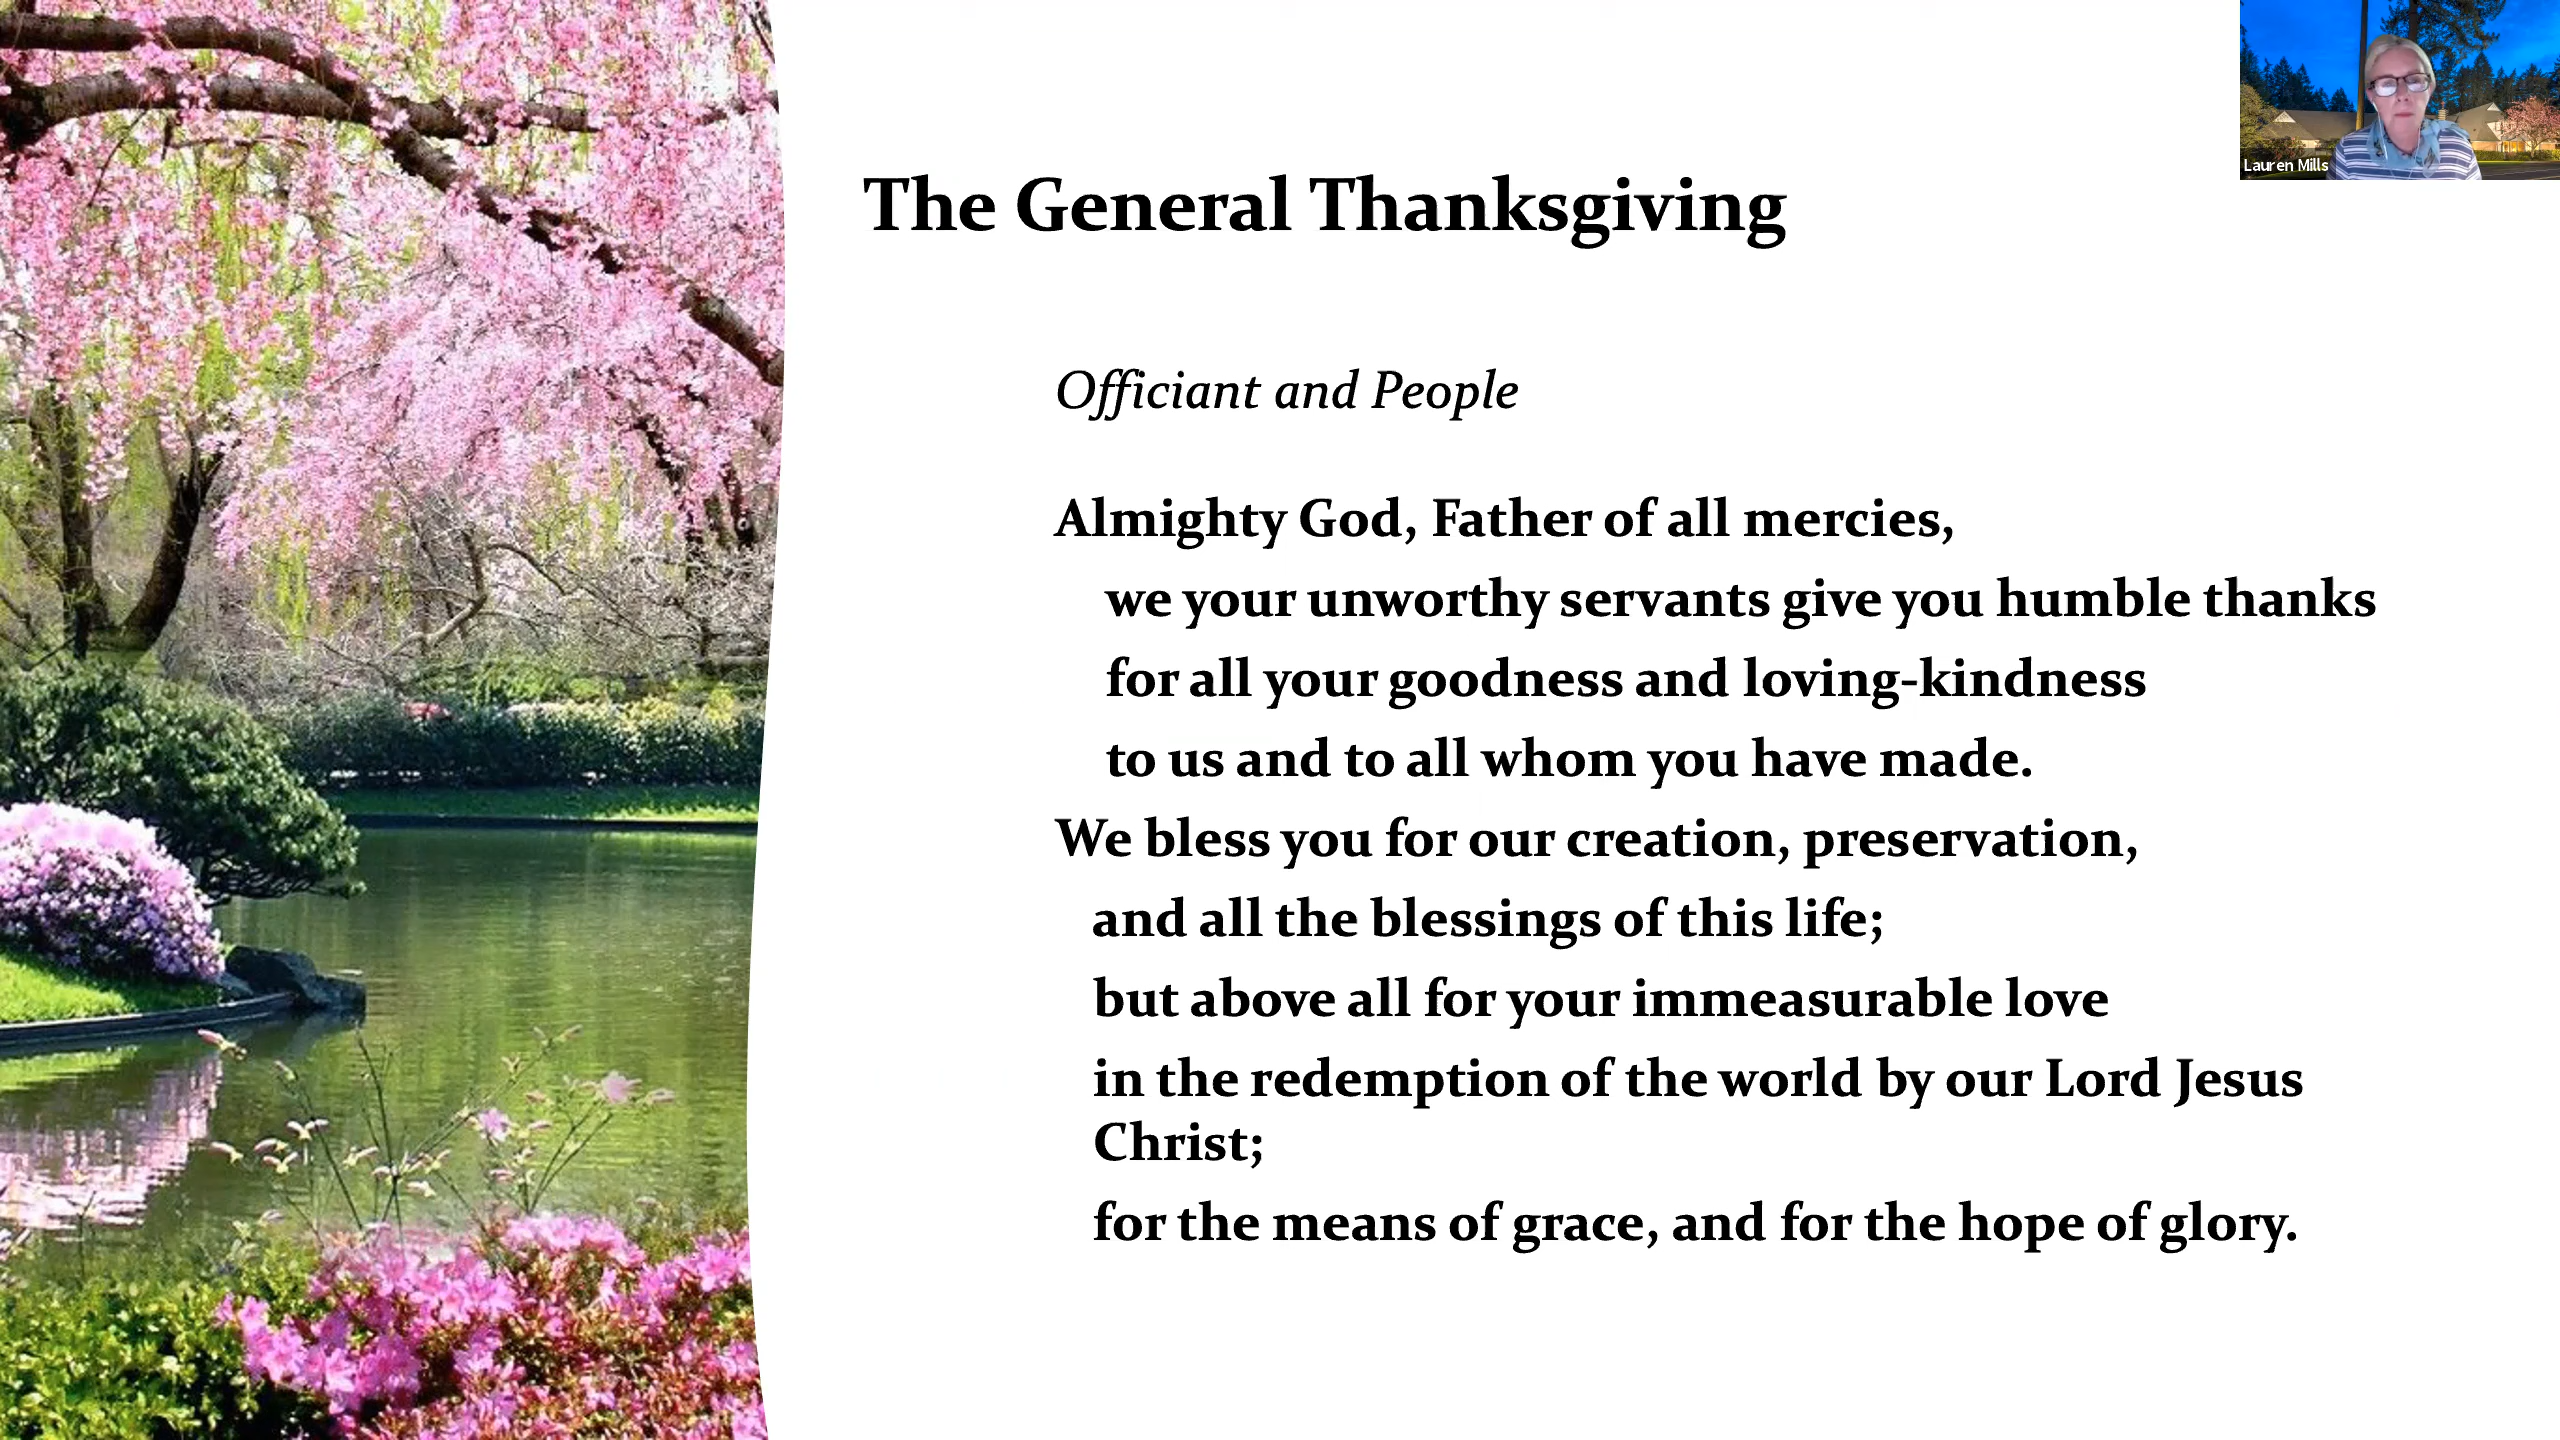 Lauren Mills
The General Thanksgiving
Officiant and People
Almighty God, Father of all mercies,
we your unworthy servants give you humble thanks
for all your goodness and loving-kindness
to us and to all whom you have made.
We bless you for our creation, preservation,
and all the blessings of this life;
but above all for your immeasurable love
in the redemption of the world by our Lord Jesus
Christ;
for the means of grace, and for the hope of glory.